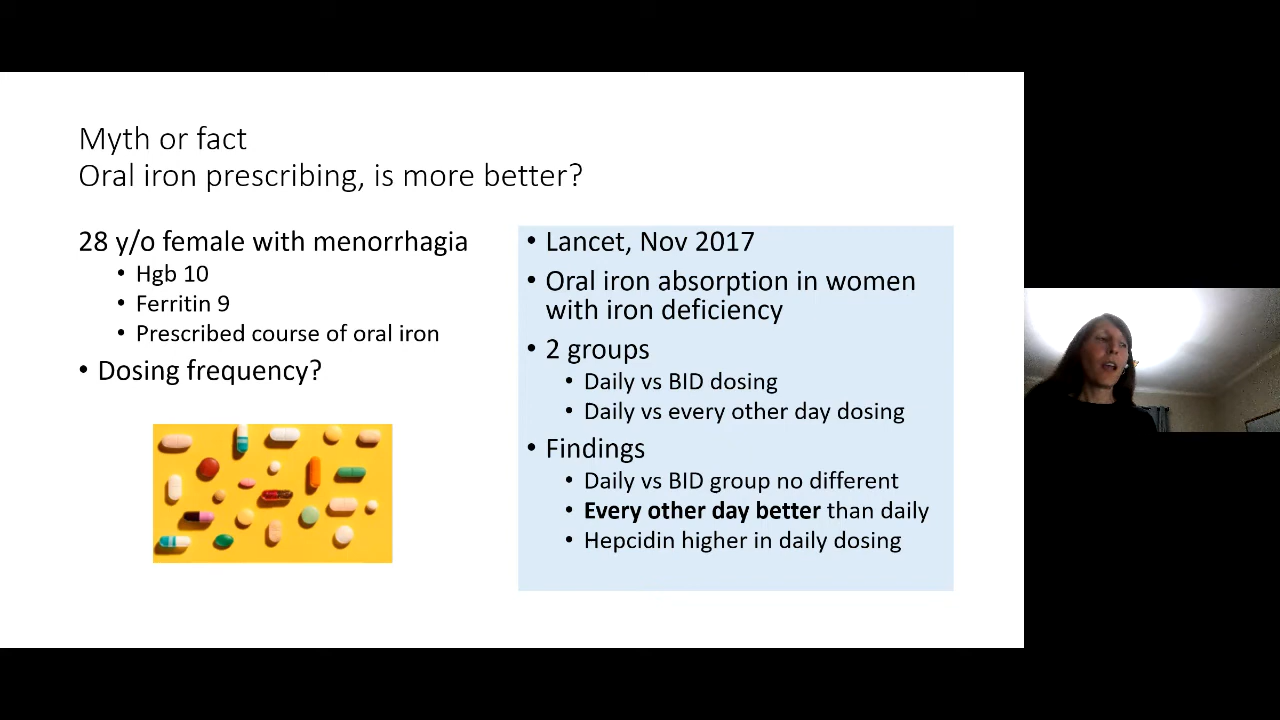 Myth or fact
Oral iron prescribing, is more better?
28 y/o female with menorrhagia
• Hgb 10
• Ferritin 9
• Prescribed course of oral iron
• Dosing frequency?
• Lancet, Nov 2017
• Oral iron absorption in women
with iron deficiency
• 2 groups
• Daily vs BID dosing
• Daily vs every other day dosing
• Findings
• Daily vs BID group no different
• Every other day better than daily
• Hepcidin higher in daily dosing